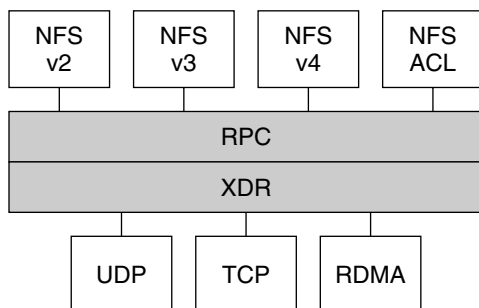 NFS
v2
NFS
v3
NFS
v4
NFS
ACL
RPC
XDR
UDP
TCP
RDMA